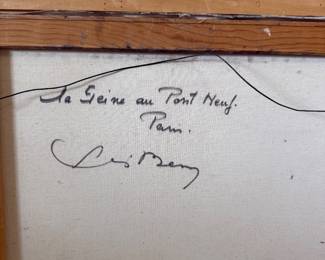 La Seine au Pont Neuf.
Paris.